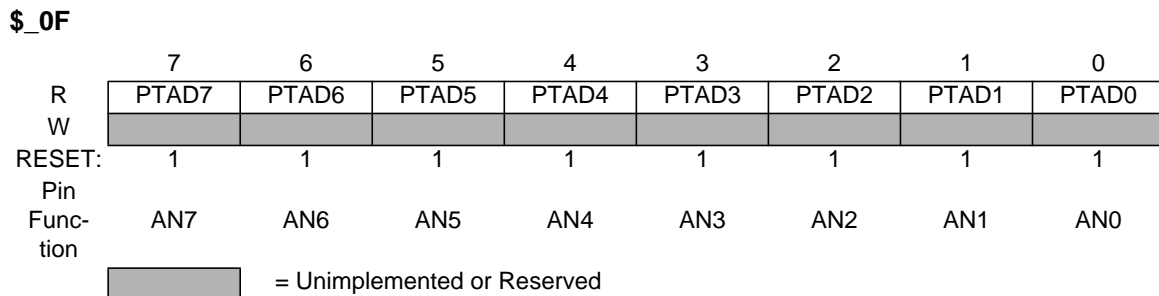 $_0F
7 6 5 4 3 2 1 0
R PTAD7 PTAD6 PTAD5 PTAD4 PTAD3 PTAD2 PTAD1 PTAD0
W
RESET: 1 1 1 1 1 1 1 1
Pin
Func- AN7 AN6 AN5 AN4 AN3 AN2 AN1 AN0
tion
= Unimplemented or Reserved